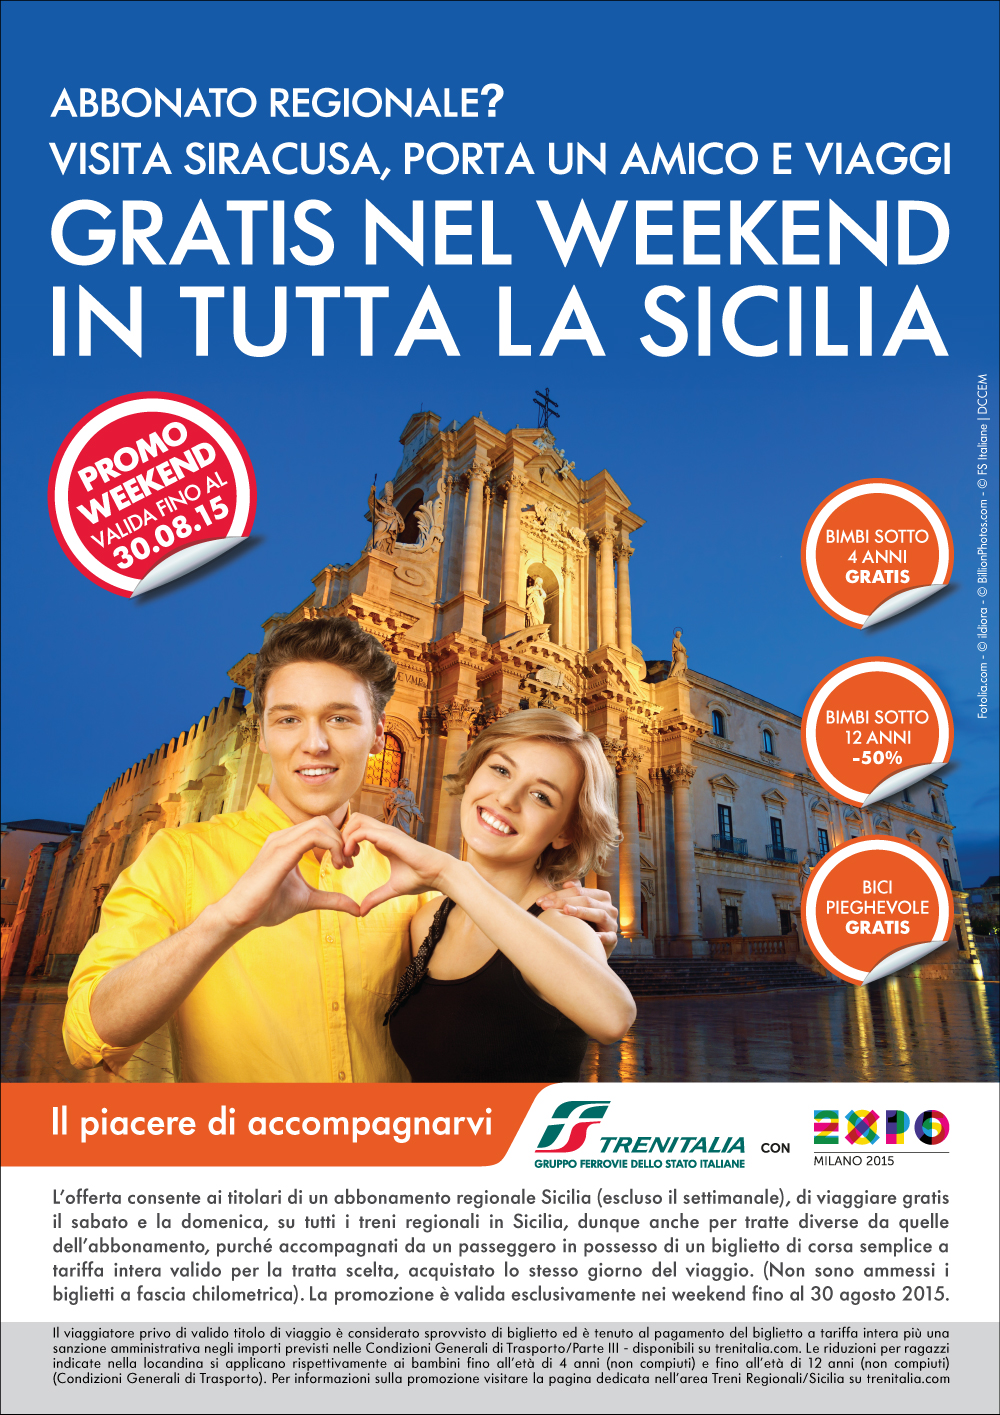 ABBONATO REGIONALE?
VISITA SIRACUSA, PORTA UN AMICO E VIAGGI
GRATIS NEL WEEKEND
IN TUTTA LA SICILIA
PROMO
WEEKEND
VALIDA FINO AL
30.08.15
BIMBI SOTTO
4 ANNI
GRATIS
BIMBI SOTTO
12 ANNI
-50%
BICI
PIEGHEVOLE
GRATIS
Fotolia.com - © ildiora - © BillionPhotos.com - © FS Italiane | DCCEM
Il piacere di accompagnarvi
TRENITALIA
GRUPPO FERROVIE DELLO STATO ITALIANE
CON
EXPO
MILANO 2015
L'offerta consente ai titolari di un abbonamento regionale Sicilia (escluso il settimanale), di viaggiare gratis
il sabato e la domenica, su tutti i treni regionali in Sicilia, dunque anche per tratte diverse da quelle
dell'abbonamento, purché accompagnati da un passeggero in possesso di un biglietto di corsa semplice a
tariffa intera valido per la tratta scelta, acquistato lo stesso giorno del viaggio. (Non sono ammessi i
biglietti a fascia chilometrica). La promozione è valida esclusivamente nei weekend fino al 30 agosto 2015.
Il viaggiatore privo di valido titolo di viaggio è considerato sprovvisto di biglietto ed è tenuto al pagamento del biglietto a tariffa intera più una
sanzione amministrativa negli importi previsti nelle Condizioni Generali di Trasporto/Parte III - disponibili su trenitalia.com. Le riduzioni per ragazzi
indicate nella locandina si applicano rispettivamente ai bambini fino all'età di 4 anni (non compiuti) e fino all'età di 12 anni (non compiuti)
(Condizioni Generali di Trasporto). Per informazioni sulla promozione visitare la pagina dedicata nell'area Treni Regionali/Sicilia su trenitalia.com